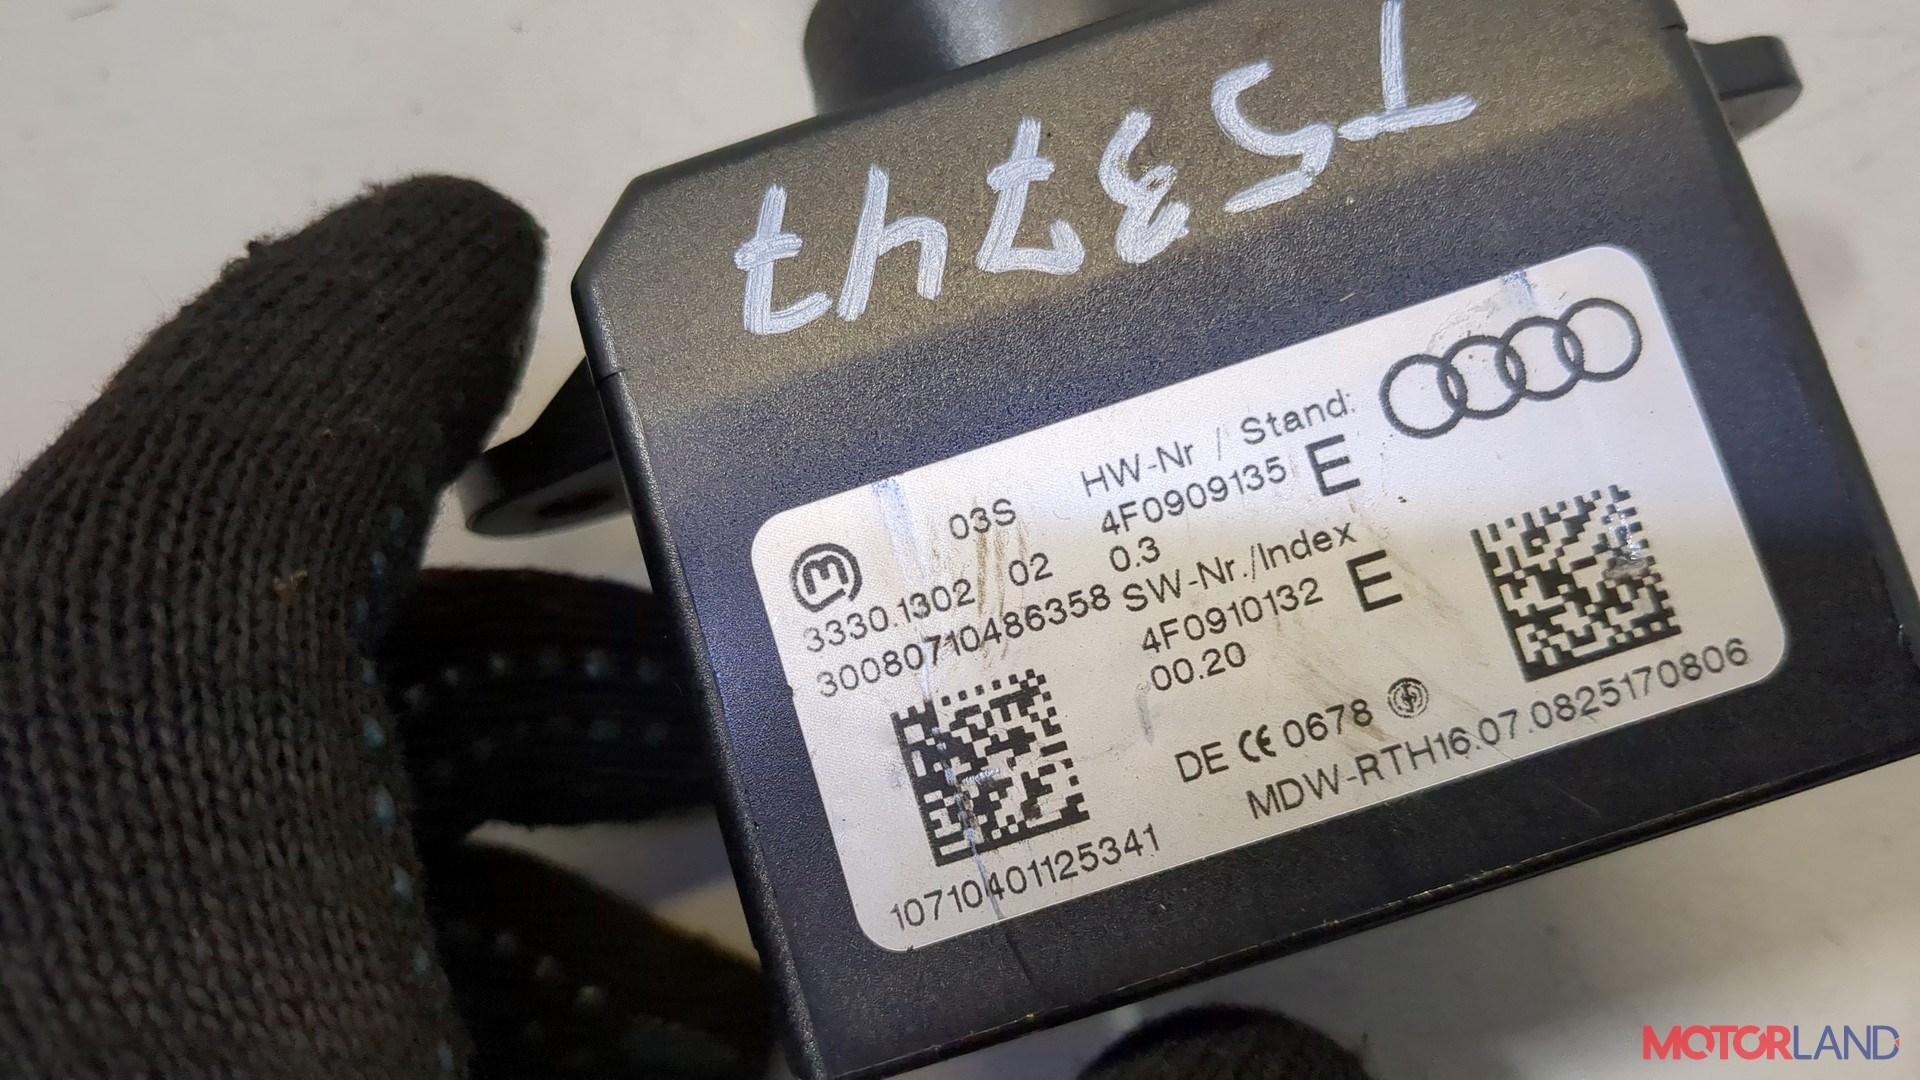 T53747
03S HW-Nr / Stand:
3330.1302 02 4F0909135 E
30080710486358 0.3
SW-Nr./Index
4F0910132 E
00.20
DE CE 0678
MDW-RTH16.07.0825170806
10710401125341
MOTORLAND